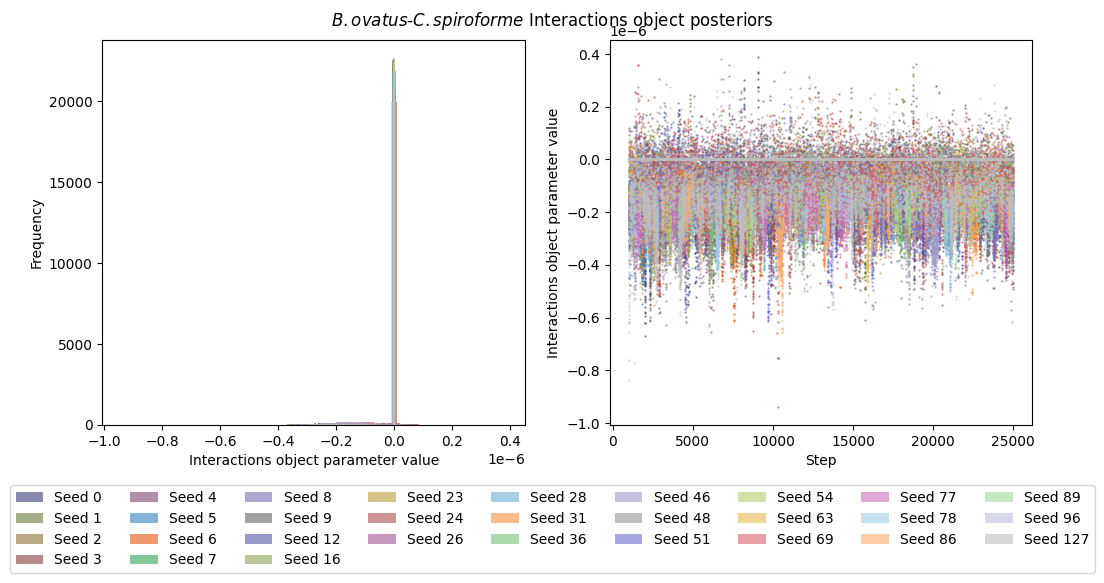 B.ovatus-C.spiroforme Interactions object posteriors
1e−6
0.4
0.2
0.0
−0.2
−0.4
−0.6
−0.8
−1.0
Interactions object parameter value
0 5000 10000 15000 20000 25000
Step
20000
15000
10000
5000
0
Frequency
−1.0 −0.8 −0.6 −0.4 −0.2 0.0 0.2 0.4
Interactions object parameter value 1e−6
Seed 0 Seed 4 Seed 8 Seed 23 Seed 28 Seed 46 Seed 54 Seed 77 Seed 89
Seed 1 Seed 5 Seed 9 Seed 24 Seed 31 Seed 48 Seed 63 Seed 78 Seed 96
Seed 2 Seed 6 Seed 12 Seed 26 Seed 36 Seed 51 Seed 69 Seed 86 Seed 127
Seed 3 Seed 7 Seed 16